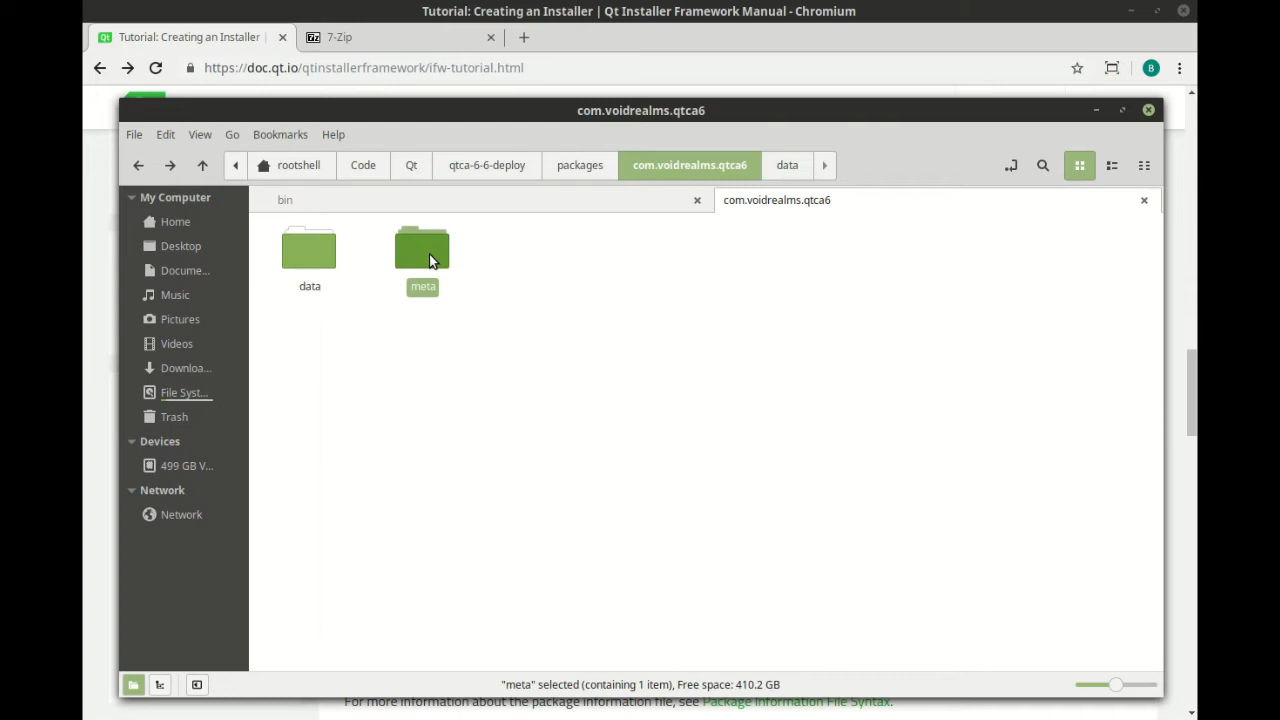 Tutorial: Creating an Installer | Qt Installer Framework Manual - Chromium
Qt Tutorial: Creating an Installer |
7z 7-Zip
https://doc.qt.io/qtinstallerframework/ifw-tutorial.html
B
com.voidrealms.qtca6
File Edit View Go Bookmarks Help
rootshell Code Qt qtca-6-6-deploy packages com.voidrealms.qtca6 data
My Computer
bin
com.voidrealms.qtca6
Home
Desktop
Docume...
Music
Pictures
Videos
Downloa...
File Syst...
Trash
Devices
499 GB V...
Network
Network
data
meta
"meta" selected (containing 1 item), Free space: 410.2 GB
For more information about the package information file, see Package Information File Syntax.